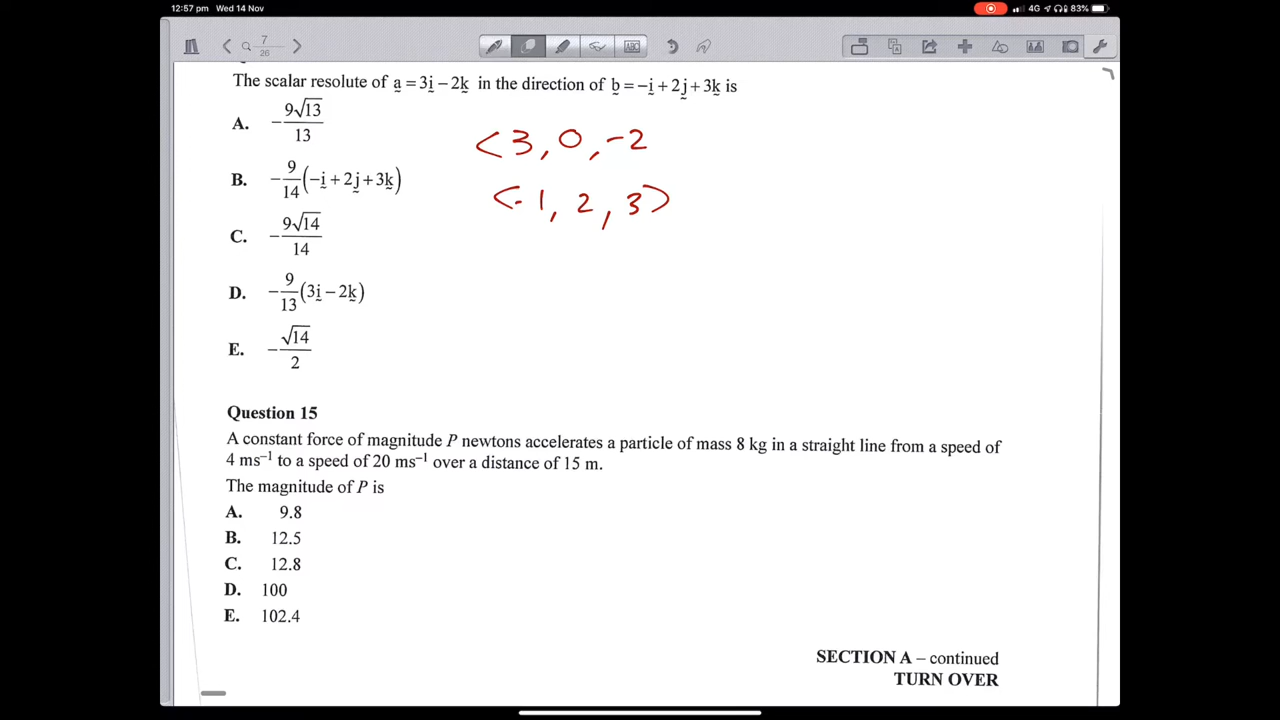 12:57 pm Wed 14 Nov
4G 83%
7
26
ABC
The scalar resolute of a = 3i − 2k in the direction of b = −i + 2j + 3k is
A. −9√13/13
<3, 0, -2
B. −9/14(−i + 2j + 3k)
<-1, 2, 3>
C. −9√14/14
D. −9/13(3i − 2k)
E. −√14/2
Question 15
A constant force of magnitude P newtons accelerates a particle of mass 8 kg in a straight line from a speed of
4 ms⁻¹ to a speed of 20 ms⁻¹ over a distance of 15 m.
The magnitude of P is
A. 9.8
B. 12.5
C. 12.8
D. 100
E. 102.4
SECTION A – continued
TURN OVER